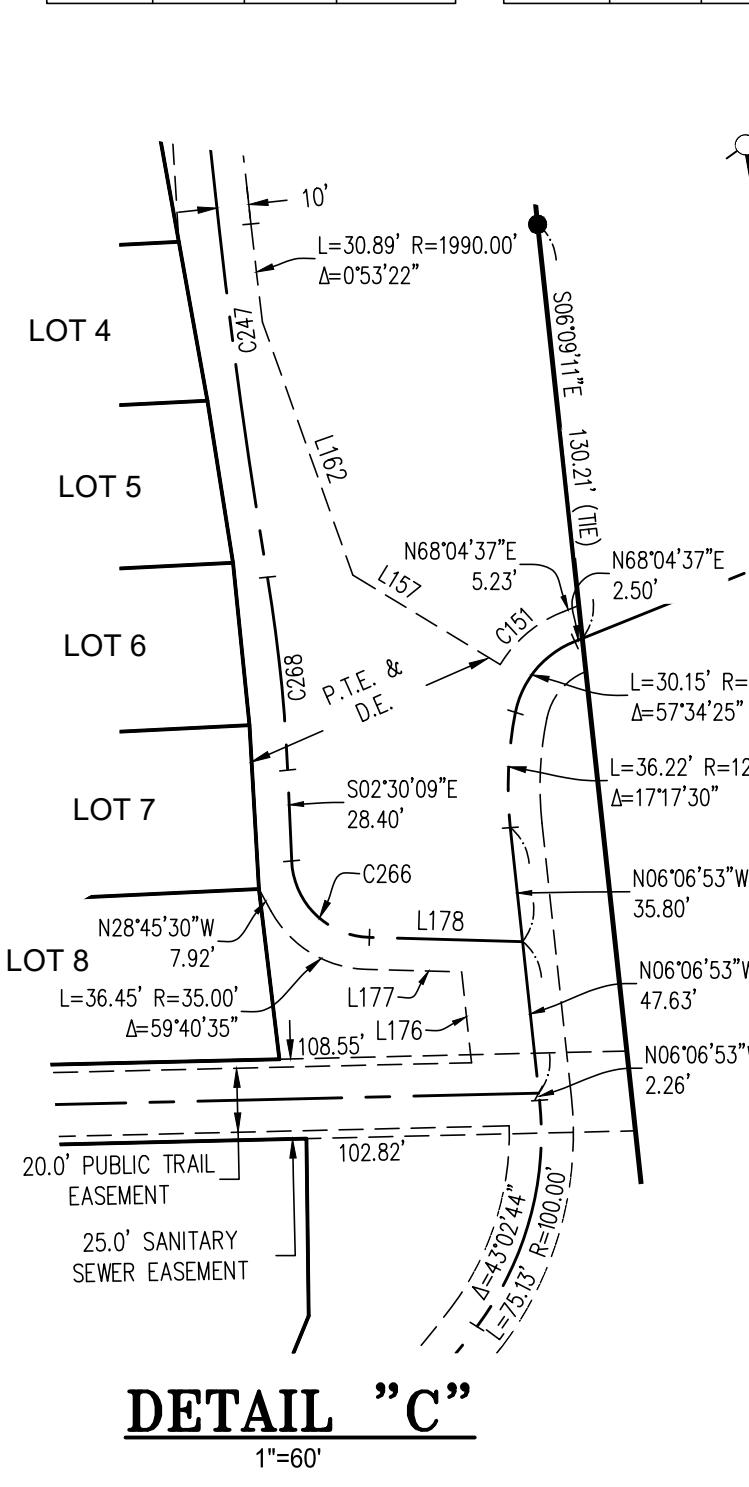 10'
L=30.89' R=1990.00'
Δ=0°53'22"
LOT 4
C247
S06°09'11"E 130.21' (TIE)
L162
LOT 5
N68°04'37"E
5.23'
N68°04'37"E
2.50'
L157
C151
LOT 6
C268
P.T.E. &
D.E.
L=30.15' R=
Δ=57°34'25"
L=36.22' R=12
Δ=17°17'30"
S02°30'09"E
28.40'
LOT 7
C266
N06°06'53"W
35.80'
N28°45'30"W
7.92'
L178
LOT 8
L=36.45' R=35.00'
Δ=59°40'35"
L177
N06°06'53"W
47.63'
L176
108.55'
N06°06'53"W
2.26'
102.82'
20.0' PUBLIC TRAIL
EASEMENT
25.0' SANITARY
SEWER EASEMENT
Δ=43°02'44"
L=75.13' R=100.00'
DETAIL "C"
1"=60'